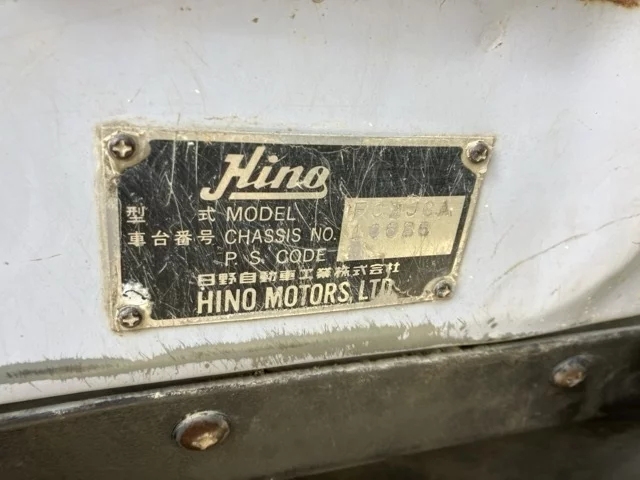 Hino
型 式 MODEL
車台番号 CHASSIS NO.
P. S. CODE
日野自動車工業株式会社
HINO MOTORS, LTD.